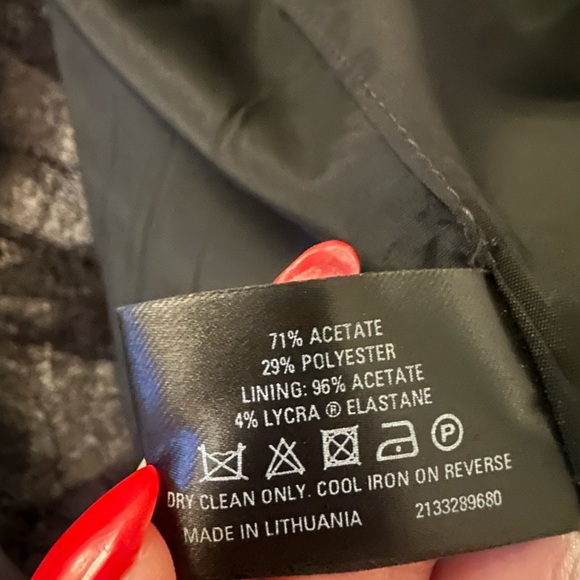 71% ACETATE
29% POLYESTER
LINING: 96% ACETATE
4% LYCRA ® ELASTANE
P
DRY CLEAN ONLY. COOL IRON ON REVERSE
MADE IN LITHUANIA 2133289680